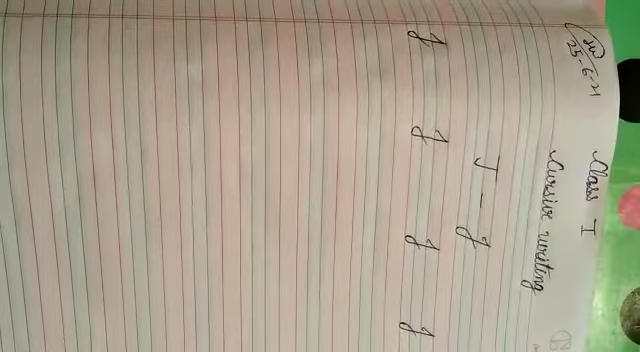 25-6-21
Class I
Cursive writing
J - j
j j j j